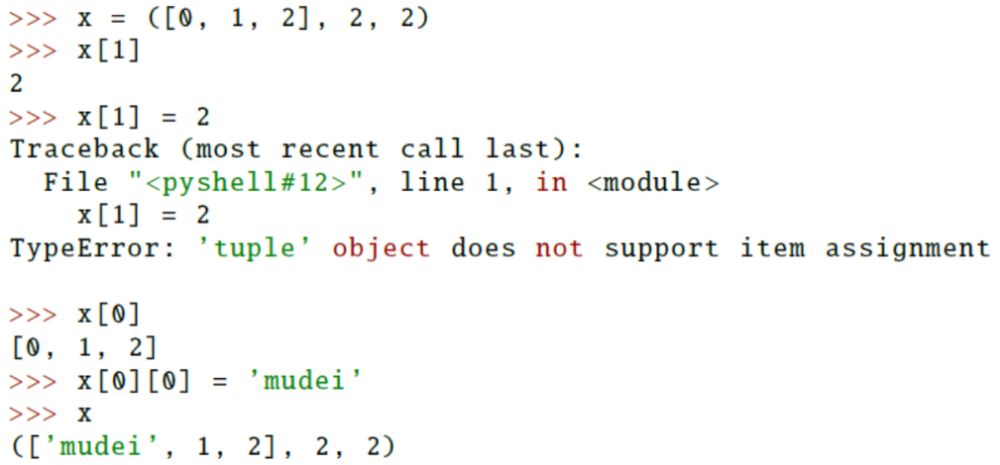 >>> x = ([0, 1, 2], 2, 2)
>>> x[1]
2
>>> x[1] = 2
Traceback (most recent call last):
  File "<pyshell#12>", line 1, in <module>
    x[1] = 2
TypeError: ’tuple’ object does not support item assignment

>>> x[0]
[0, 1, 2]
>>> x[0][0] = ’mudei’
>>> x
([’mudei’, 1, 2], 2, 2)